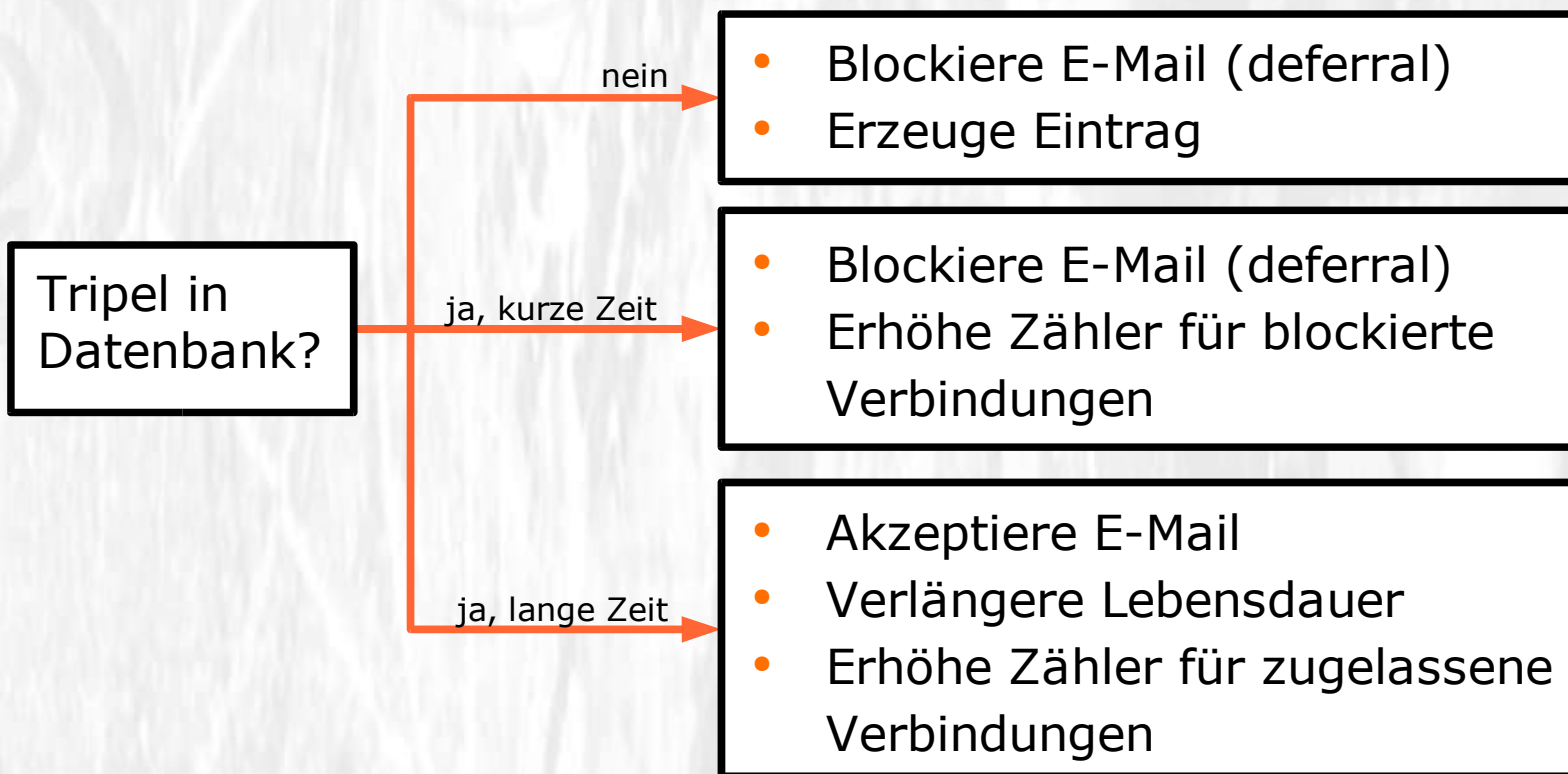 Tripel in
Datenbank?
nein
• Blockiere E-Mail (deferral)
• Erzeuge Eintrag
ja, kurze Zeit
• Blockiere E-Mail (deferral)
• Erhöhe Zähler für blockierte
Verbindungen
ja, lange Zeit
• Akzeptiere E-Mail
• Verlängere Lebensdauer
• Erhöhe Zähler für zugelassene
Verbindungen